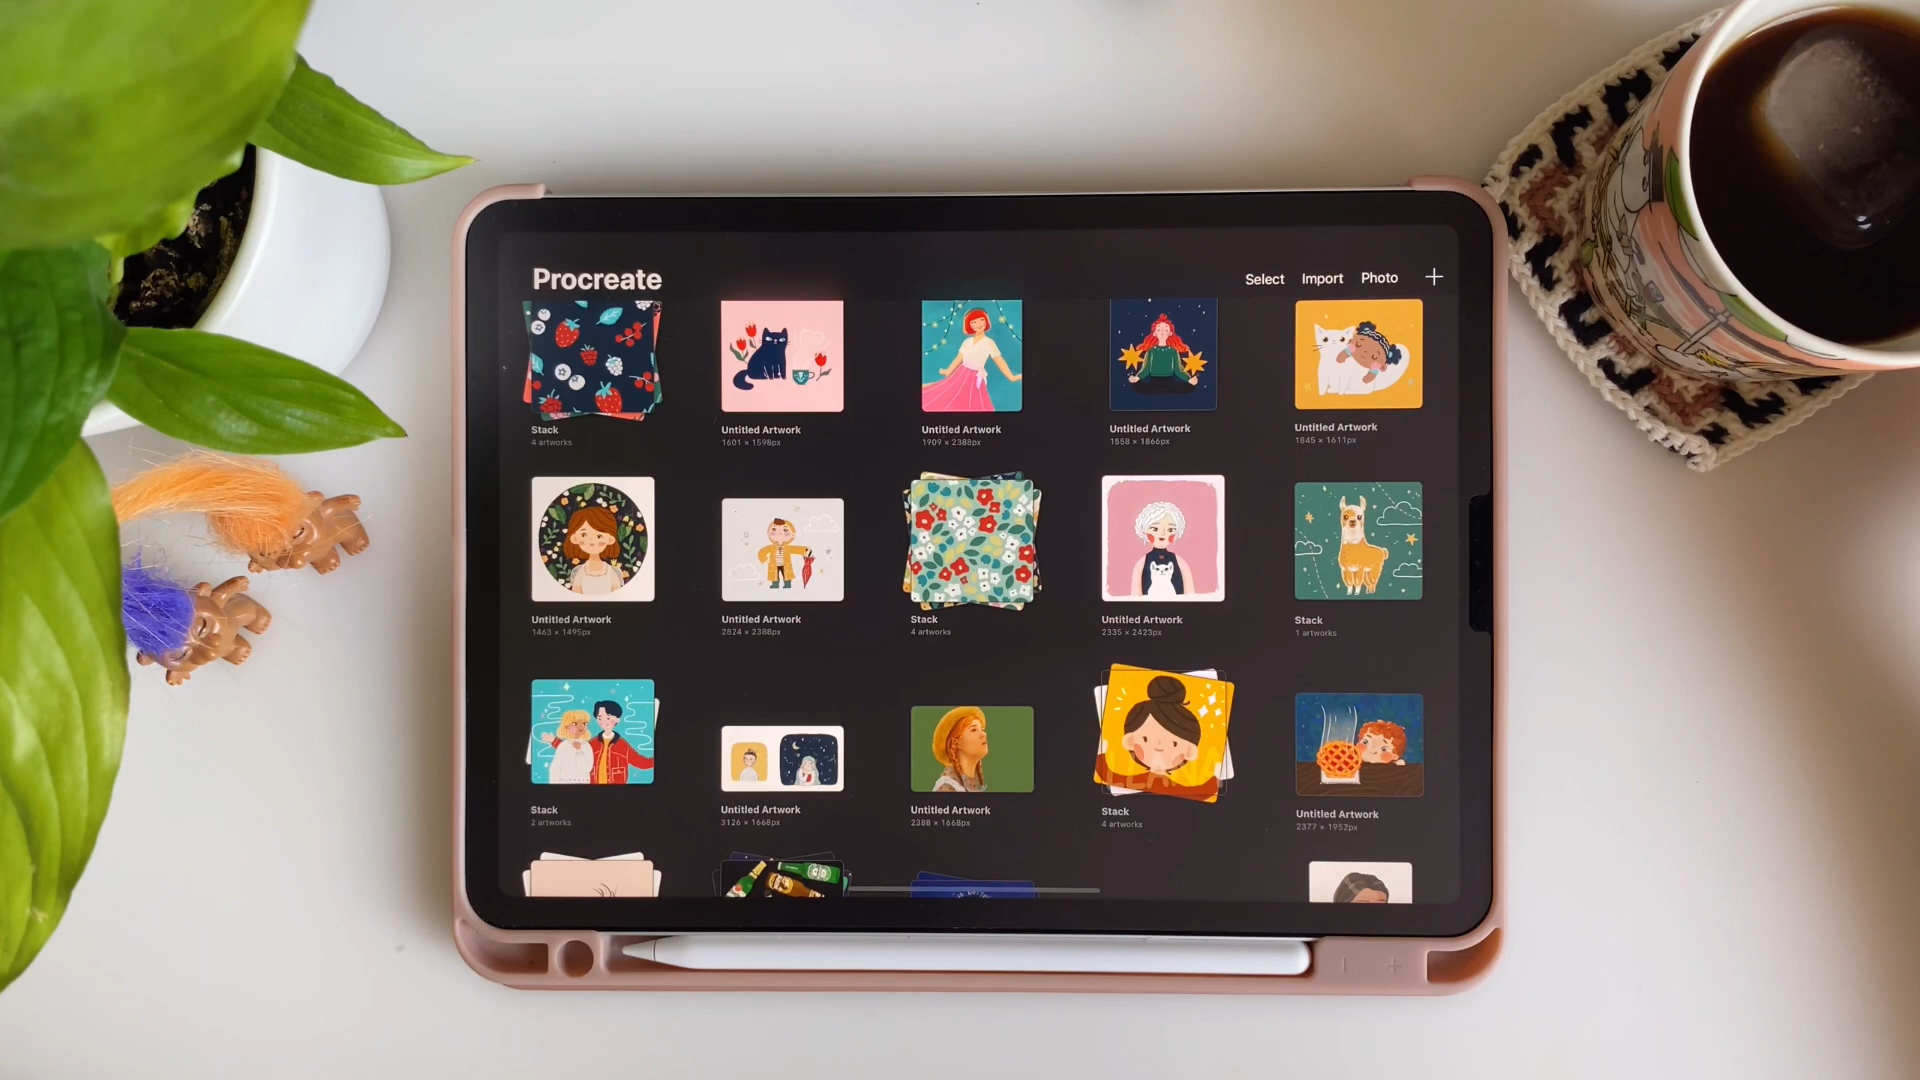 Procreate
Select Import Photo +
Stack
4 artworks
Untitled Artwork
1601 × 1598px
Untitled Artwork
1909 × 2388px
Untitled Artwork
1558 × 1866px
Untitled Artwork
1845 × 1611px
Untitled Artwork
1463 × 1495px
Untitled Artwork
2824 × 2388px
Stack
4 artworks
Untitled Artwork
2335 × 2423px
Stack
1 artworks
Stack
2 artworks
Untitled Artwork
3126 × 1668px
Untitled Artwork
2388 × 1668px
Stack
4 artworks
Untitled Artwork
2377 × 1952px